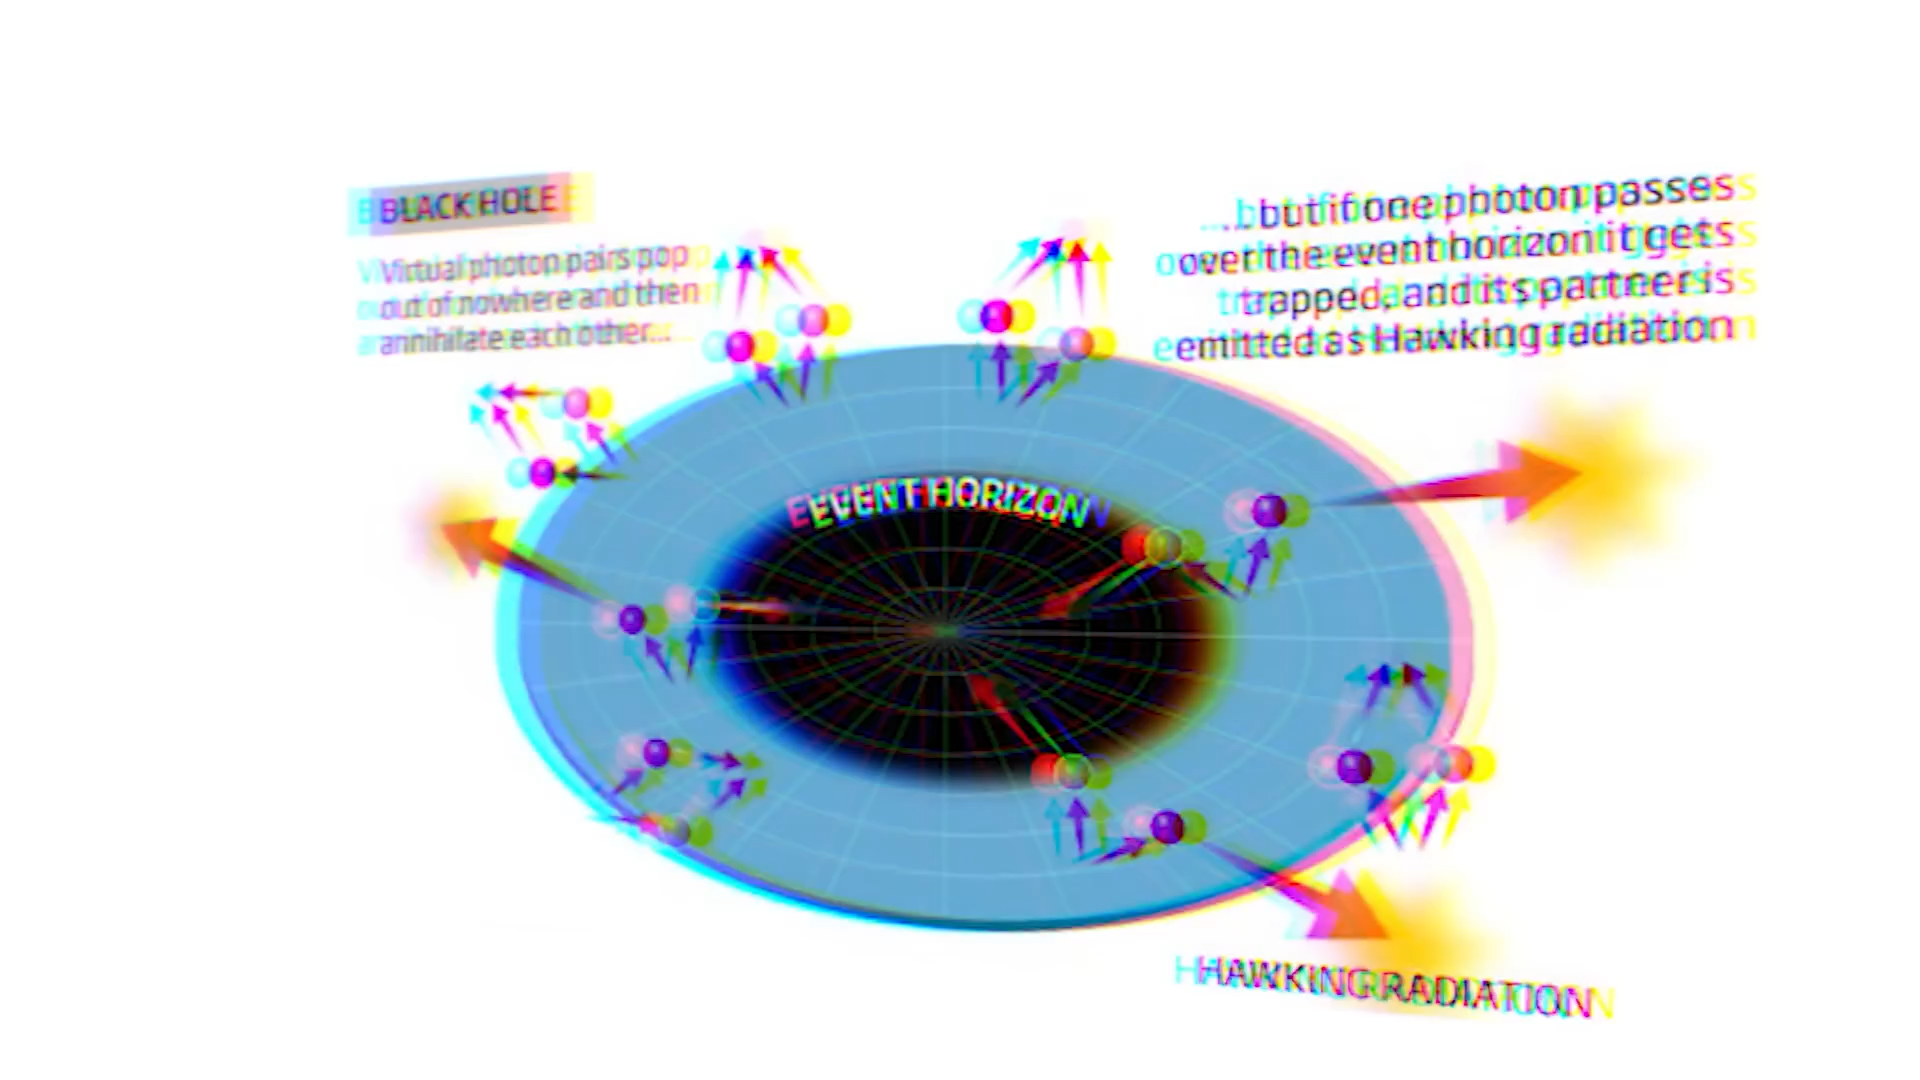 BLACK HOLE
Virtual photon pairs pop
out of nowhere and then
annihilate each other...
...but if one photon passes
over the event horizon it gets
trapped, and its partner is
emitted as Hawking radiation
EVENT HORIZON
HAWKING RADIATION